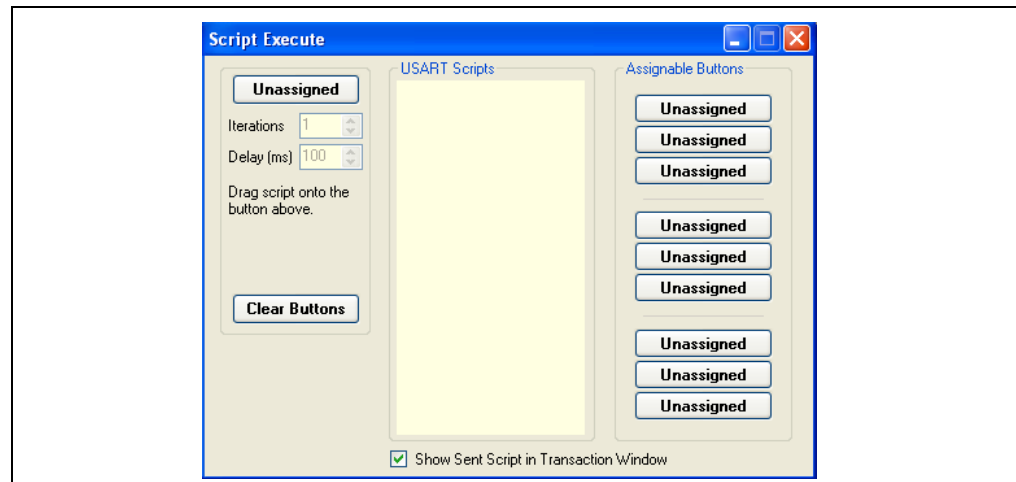 Script Execute
Unassigned
Iterations 1
Delay (ms) 100
Drag script onto the
button above.
Clear Buttons
USART Scripts
Assignable Buttons
Unassigned
Unassigned
Unassigned
Unassigned
Unassigned
Unassigned
Unassigned
Unassigned
Unassigned
Show Sent Script in Transaction Window